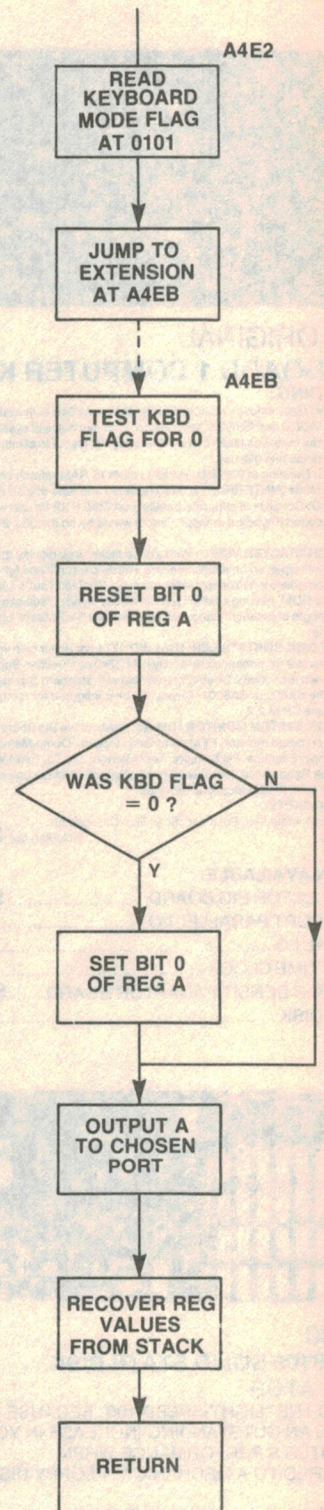 A4E2
READ
KEYBOARD
MODE FLAG
AT 0101
JUMP TO
EXTENSION
AT A4EB
A4EB
TEST KBD
FLAG FOR 0
RESET BIT 0
OF REG A
WAS KBD FLAG
= 0 ?
N
Y
SET BIT 0
OF REG A
OUTPUT A
TO CHOSEN
PORT
RECOVER REG
VALUES
FROM STACK
RETURN